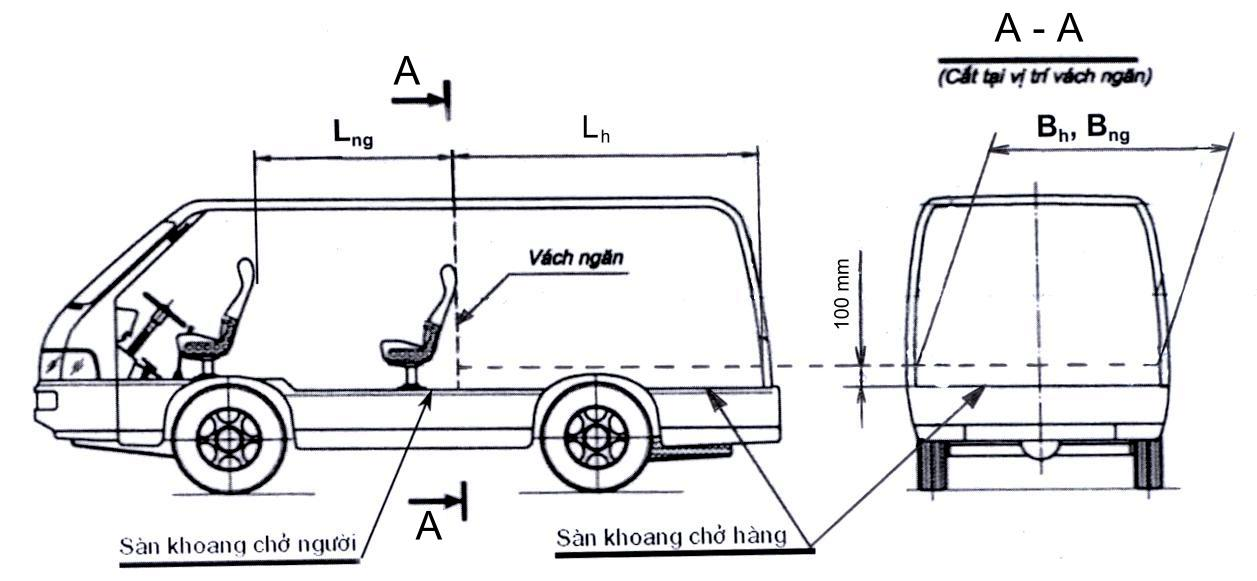 A - A
(Cắt tại vị trí vách ngăn)
A
Lng
Lh
Bh, Bng
Vách ngăn
100 mm
A
Sàn khoang chở người
Sàn khoang chở hàng